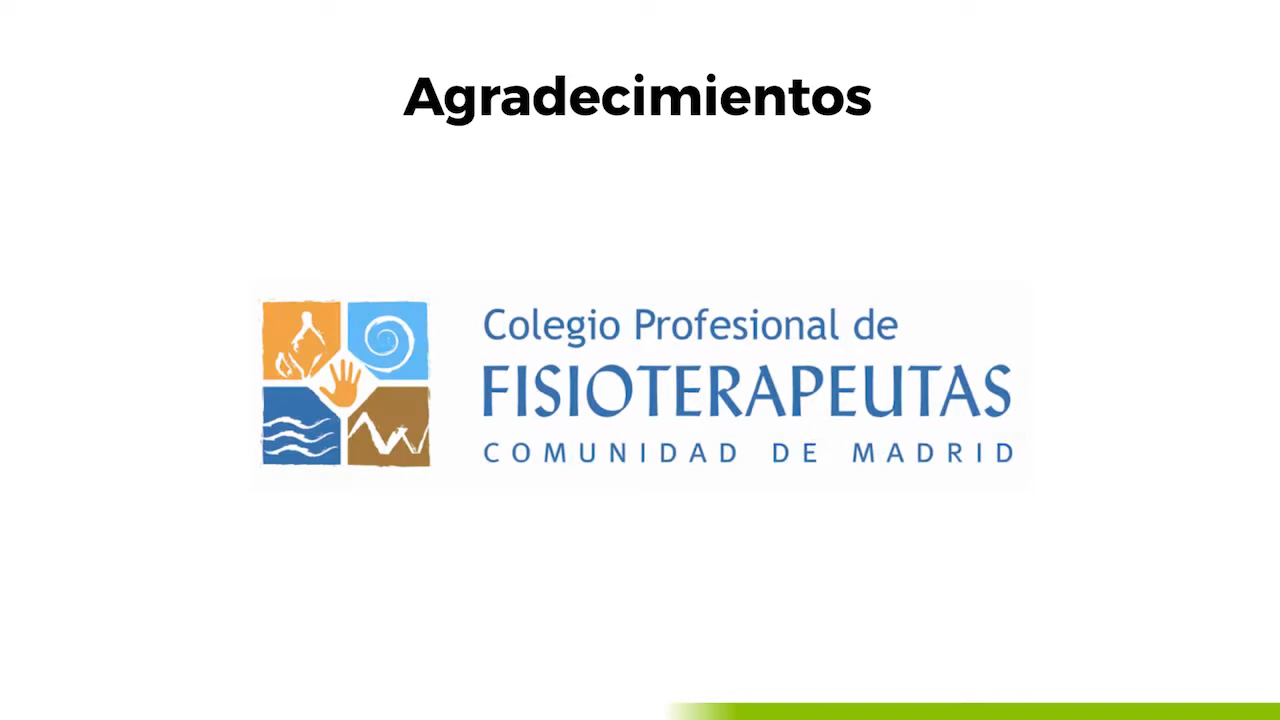 Agradecimientos
Colegio Profesional de
FISIOTERAPEUTAS
COMUNIDAD DE MADRID